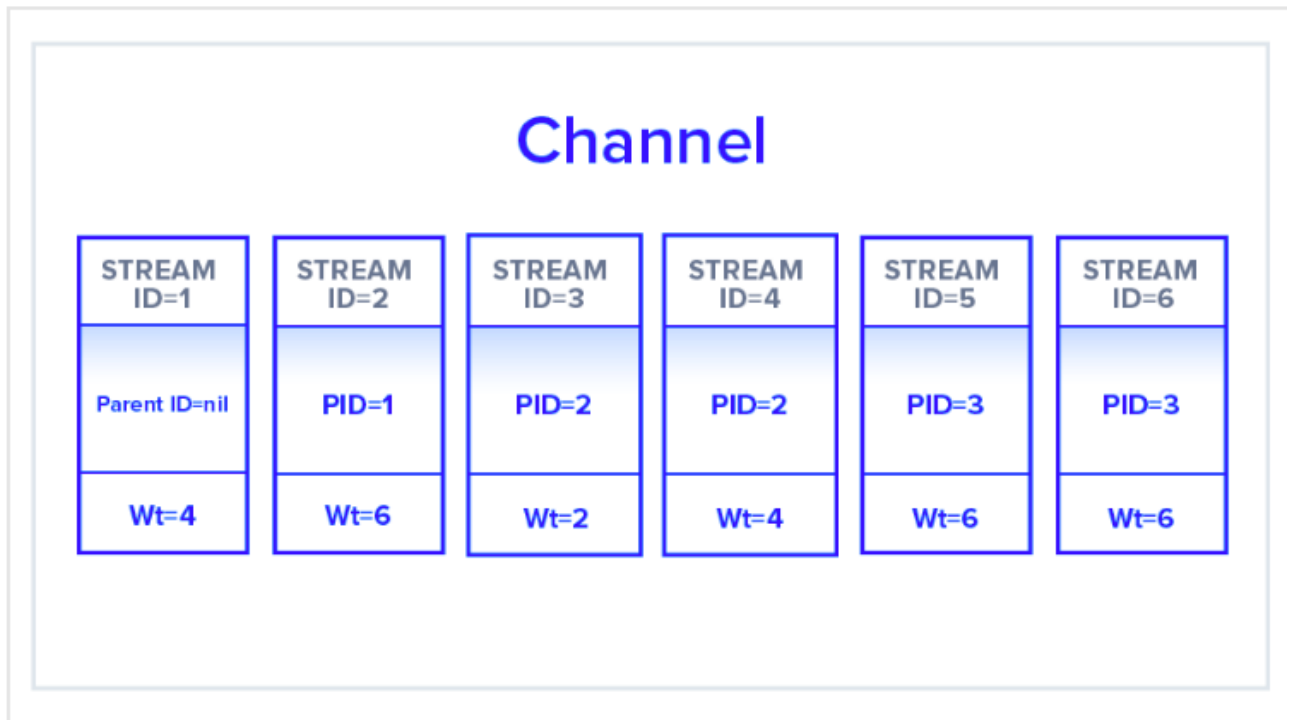 Channel
STREAM
ID=1
Parent ID=nil
Wt=4
STREAM
ID=2
PID=1
Wt=6
STREAM
ID=3
PID=2
Wt=2
STREAM
ID=4
PID=2
Wt=4
STREAM
ID=5
PID=3
Wt=6
STREAM
ID=6
PID=3
Wt=6